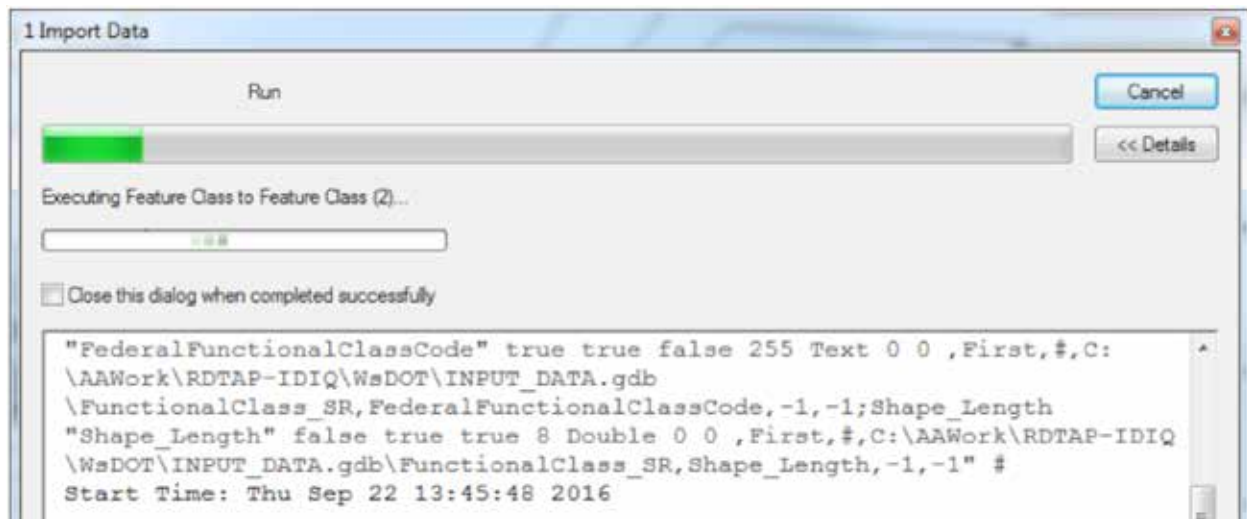 1 Import Data
Run
Cancel
<< Details
Executing Feature Class to Feature Class (2)...
Close this dialog when completed successfully
"FederalFunctionalClassCode" true true false 255 Text 0 0 ,First,#,C:
\AAWork\RDTAP-IDIQ\WsDOT\INPUT_DATA.gdb
\FunctionalClass_SR,FederalFunctionalClassCode,-1,-1;Shape_Length
"Shape_Length" false true true 8 Double 0 0 ,First,#,C:\AAWork\RDTAP-IDIQ
\WsDOT\INPUT_DATA.gdb\FunctionalClass_SR,Shape_Length,-1,-1" #
Start Time: Thu Sep 22 13:45:48 2016